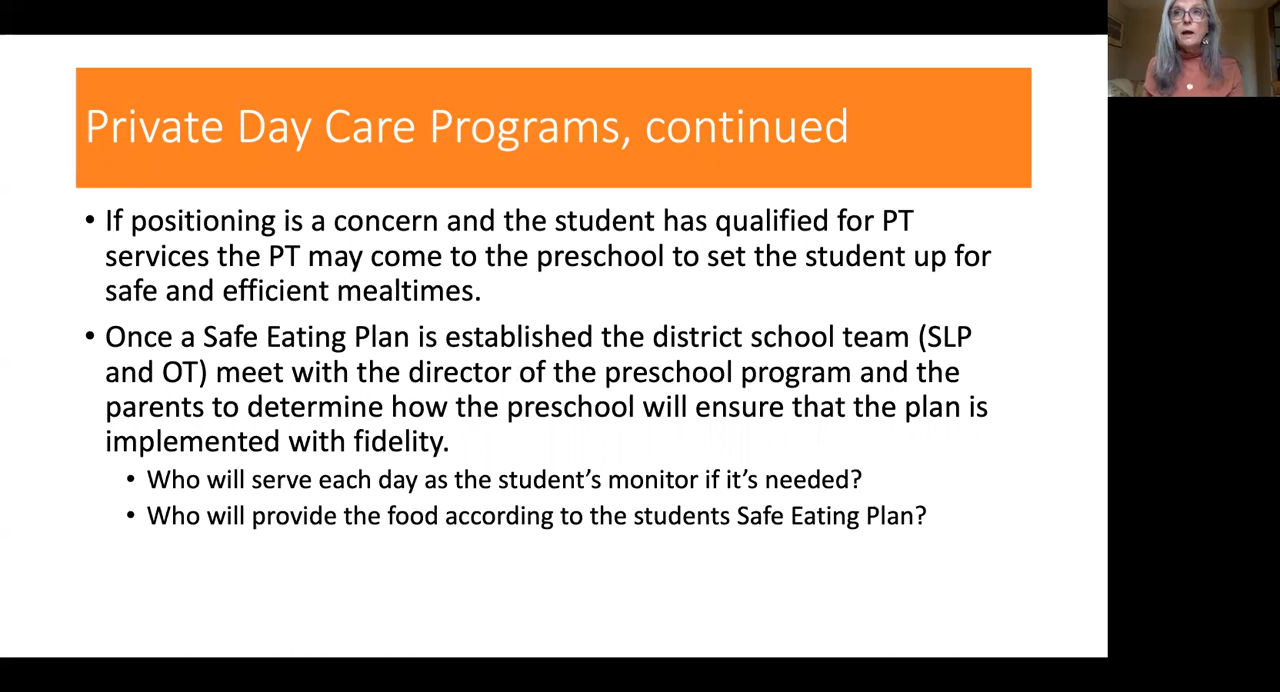 Private Day Care Programs, continued
• If positioning is a concern and the student has qualified for PT
services the PT may come to the preschool to set the student up for
safe and efficient mealtimes.
• Once a Safe Eating Plan is established the district school team (SLP
and OT) meet with the director of the preschool program and the
parents to determine how the preschool will ensure that the plan is
implemented with fidelity.
• Who will serve each day as the student’s monitor if it’s needed?
• Who will provide the food according to the students Safe Eating Plan?